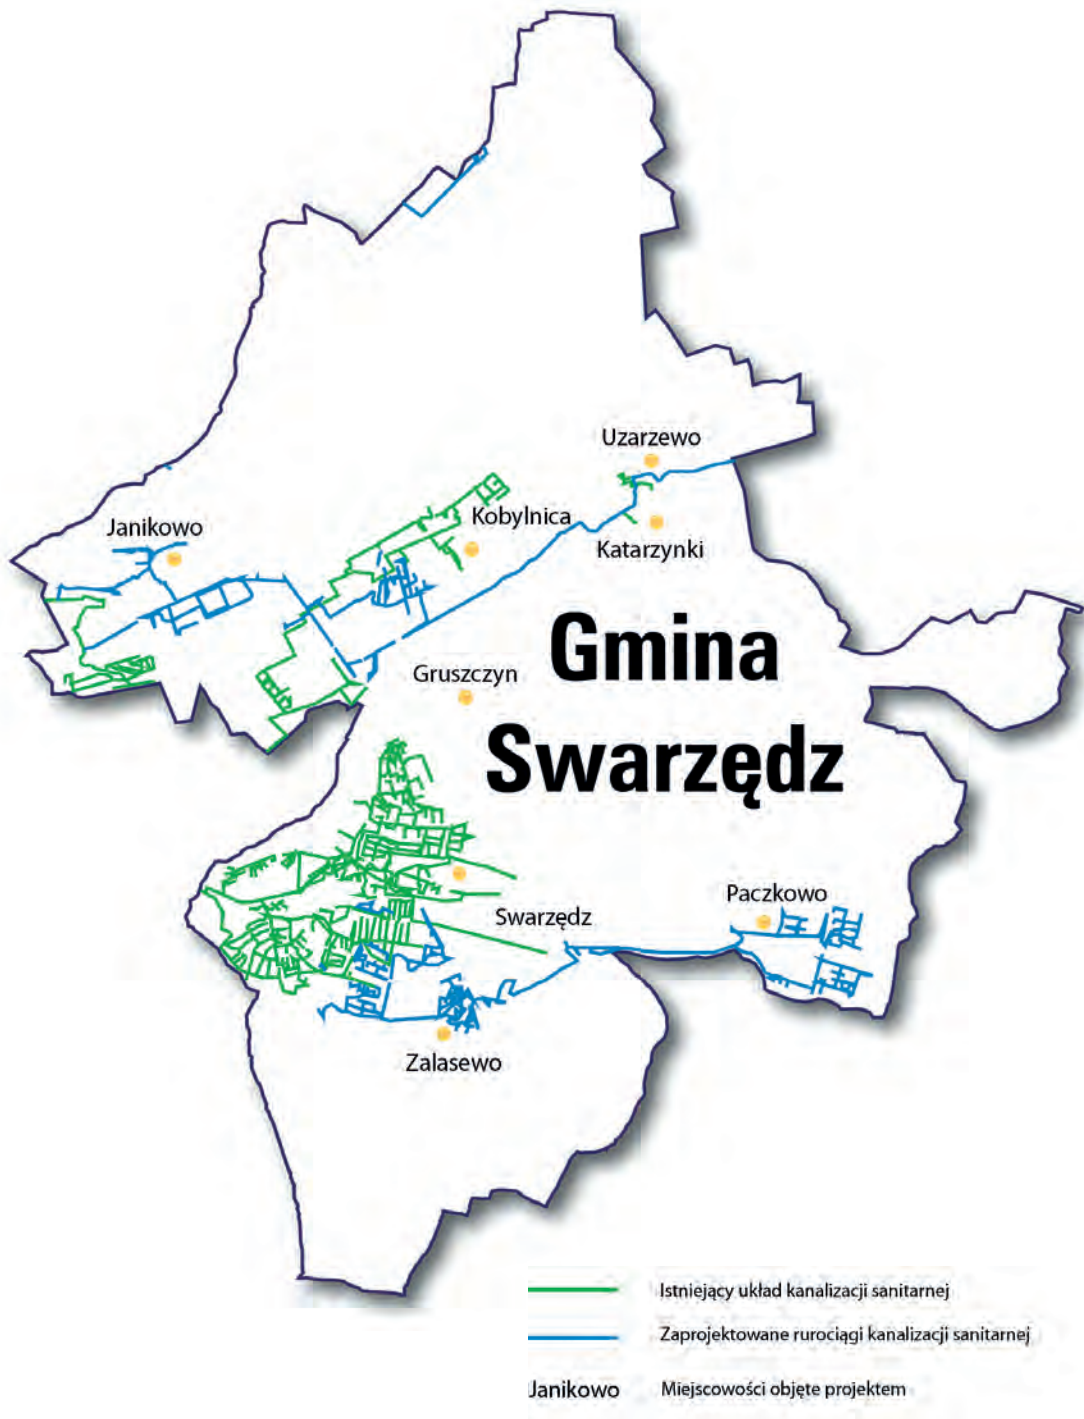 Uzarzewo
Kobylnica
Janikowo
Katarzynki
Gmina
Gruszczyn
Swarzędz
Paczkowo
Swarzędz
Zalasewo
Istniejący układ kanalizacji sanitarnej
Zaprojektowane rurociągi kanalizacji sanitarnej
Janikowo Miejscowości objęte projektem